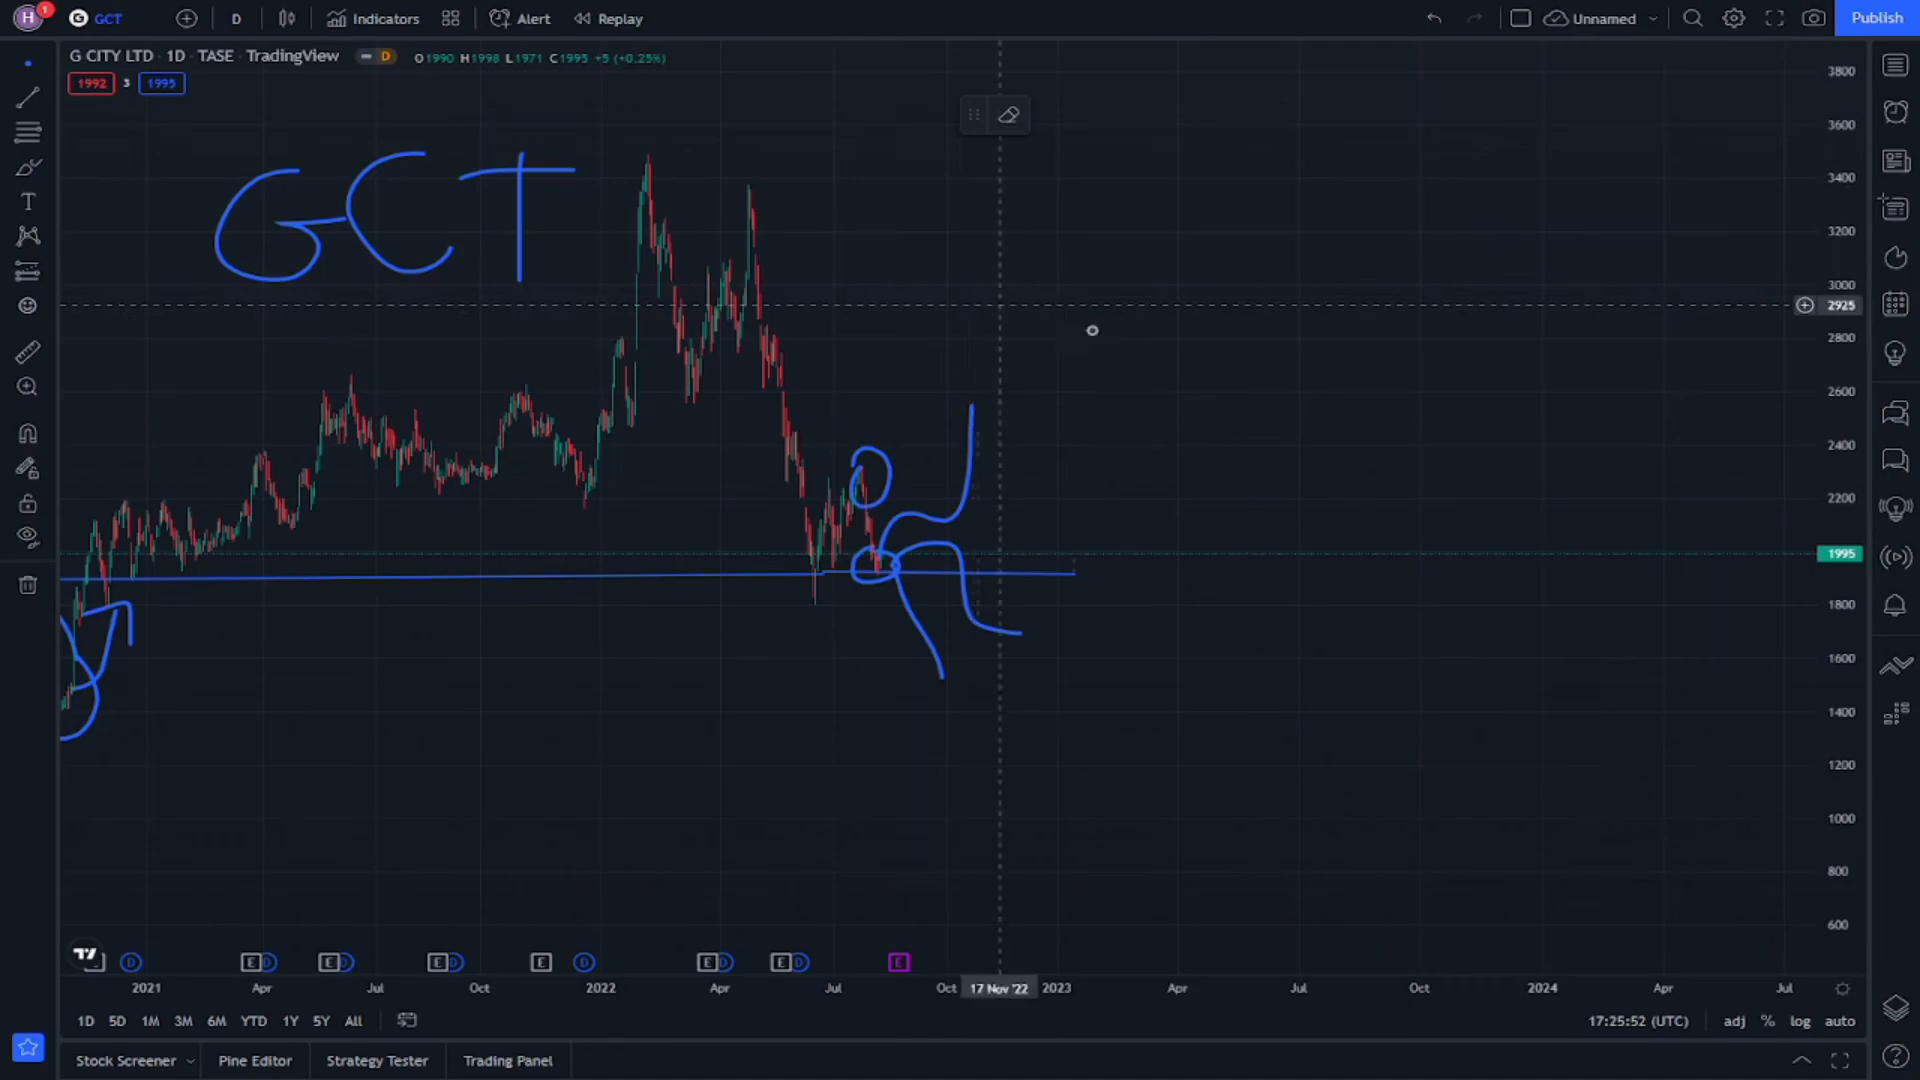 H 1 GCT D Indicators Alert Replay Unnamed Publish
G CITY LTD · 1D · TASE · TradingView D O1990 H1998 L1971 C1995 +5 (+0.25%)
1992 3 1995
GCT
3800
3600
3400
3200
3000
2925
2800
2600
2400
2200
1995
1800
1600
1400
1200
1000
800
600
D E D E D E D E D E D E D E
2021 Apr Jul Oct 2022 Apr Jul Oct 17 Nov '22 2023 Apr Jul Oct 2024 Apr Jul
1D 5D 1M 3M 6M YTD 1Y 5Y All 17:25:52 (UTC) adj % log auto
Stock Screener Pine Editor Strategy Tester Trading Panel